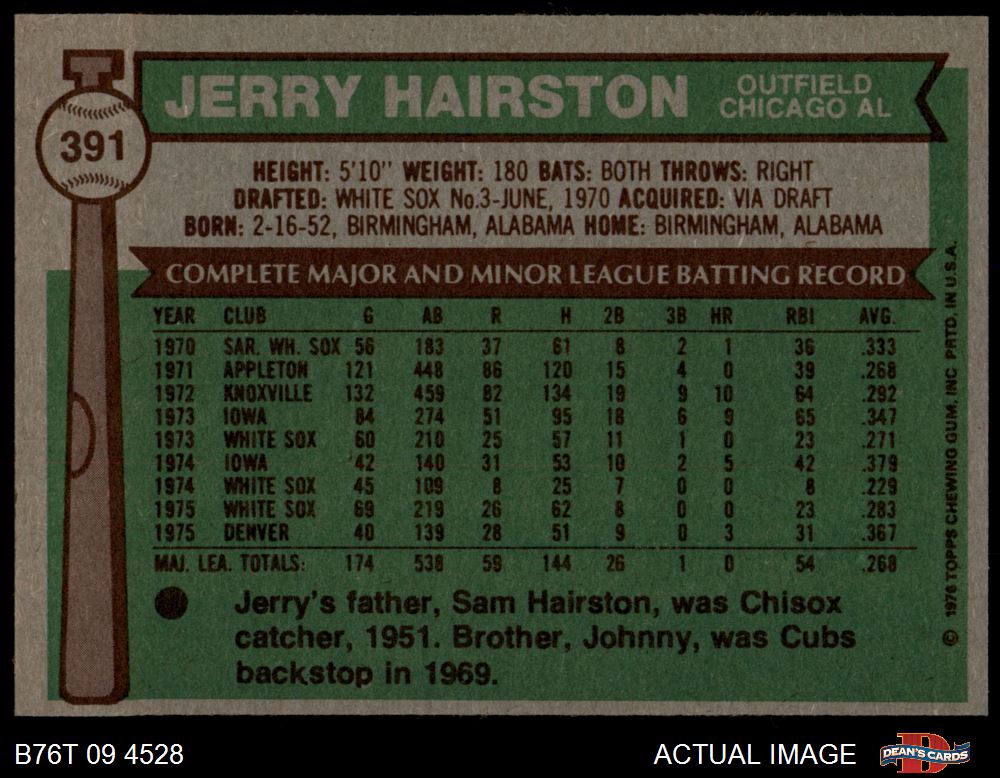 391
JERRY HAIRSTON
OUTFIELD
CHICAGO AL
HEIGHT: 5'10" WEIGHT: 180 BATS: BOTH THROWS: RIGHT
DRAFTED: WHITE SOX No.3-JUNE, 1970 ACQUIRED: VIA DRAFT
BORN: 2-16-52, BIRMINGHAM, ALABAMA HOME: BIRMINGHAM, ALABAMA
COMPLETE MAJOR AND MINOR LEAGUE BATTING RECORD
YEAR CLUB G AB R H 2B 3B HR RBI AVG.
1970 SAR. WH. SOX 56 183 37 61 8 2 1 36 .333
1971 APPLETON 121 448 86 120 15 4 0 39 .268
1972 KNOXVILLE 132 459 82 134 19 9 10 64 .292
1973 IOWA 84 274 51 95 18 6 9 65 .347
1973 WHITE SOX 60 210 25 57 11 1 0 23 .271
1974 IOWA 42 140 31 53 10 2 5 42 .379
1974 WHITE SOX 45 109 8 25 7 0 0 8 .229
1975 WHITE SOX 69 219 26 62 8 0 0 23 .283
1975 DENVER 40 139 28 51 9 0 3 31 .367
MAJ. LEA. TOTALS: 174 538 59 144 26 1 0 54 .268
Jerry's father, Sam Hairston, was Chisox
catcher, 1951. Brother, Johnny, was Cubs
backstop in 1969.
© 1976 TOPPS CHEWING GUM, INC PRTD. IN U.S.A.
B76T 09 4528
ACTUAL IMAGE
D
DEAN'S CARDS